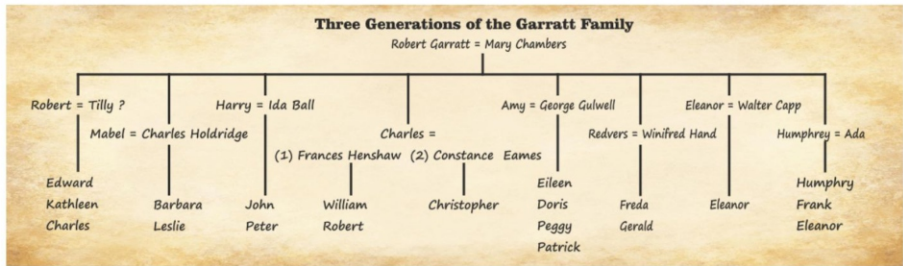 Three Generations of the Garratt Family
Robert Garratt = Mary Chambers
Robert = Tilly ?
Harry = Ida Ball
Amy = George Gulwell
Eleanor = Walter Capp
Mabel = Charles Holdridge
Charles =
Redvers = Winifred Hand
Humphrey = Ada
(1) Frances Henshaw (2) Constance Eames
Edward
Kathleen
Charles
Barbara
Leslie
John
Peter
William
Robert
Christopher
Eileen
Doris
Peggy
Patrick
Freda
Gerald
Eleanor
Humphry
Frank
Eleanor